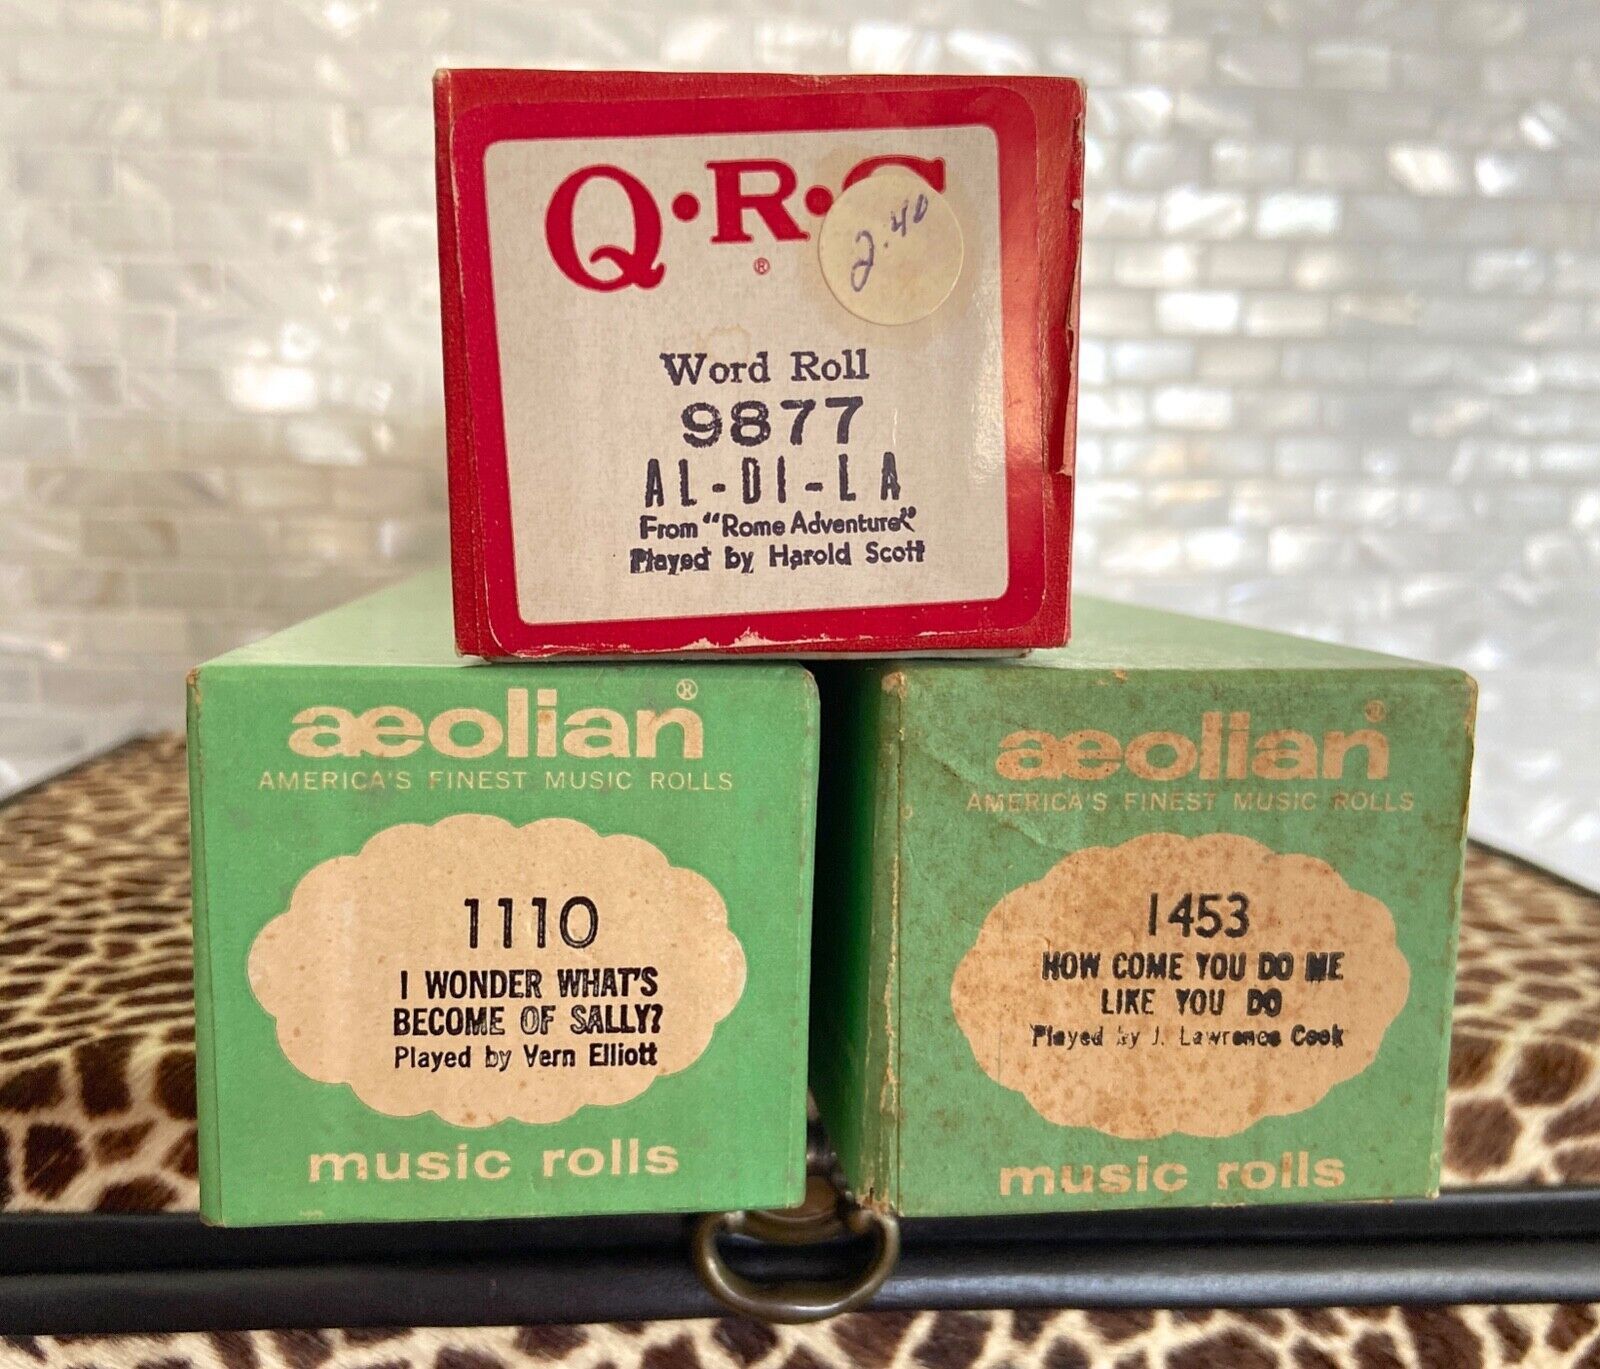 Q·R·S
®
2.40
Word Roll
9877
AL-DI-LA
From "Rome Adventure"
Played by Harold Scott
aeolian®
AMERICA'S FINEST MUSIC ROLLS
1110
I WONDER WHAT'S
BECOME OF SALLY?
Played by Vern Elliott
music rolls
aeolian®
AMERICA'S FINEST MUSIC ROLLS
1453
HOW COME YOU DO ME
LIKE YOU DO
Played by J. Lawrence Cook
music rolls